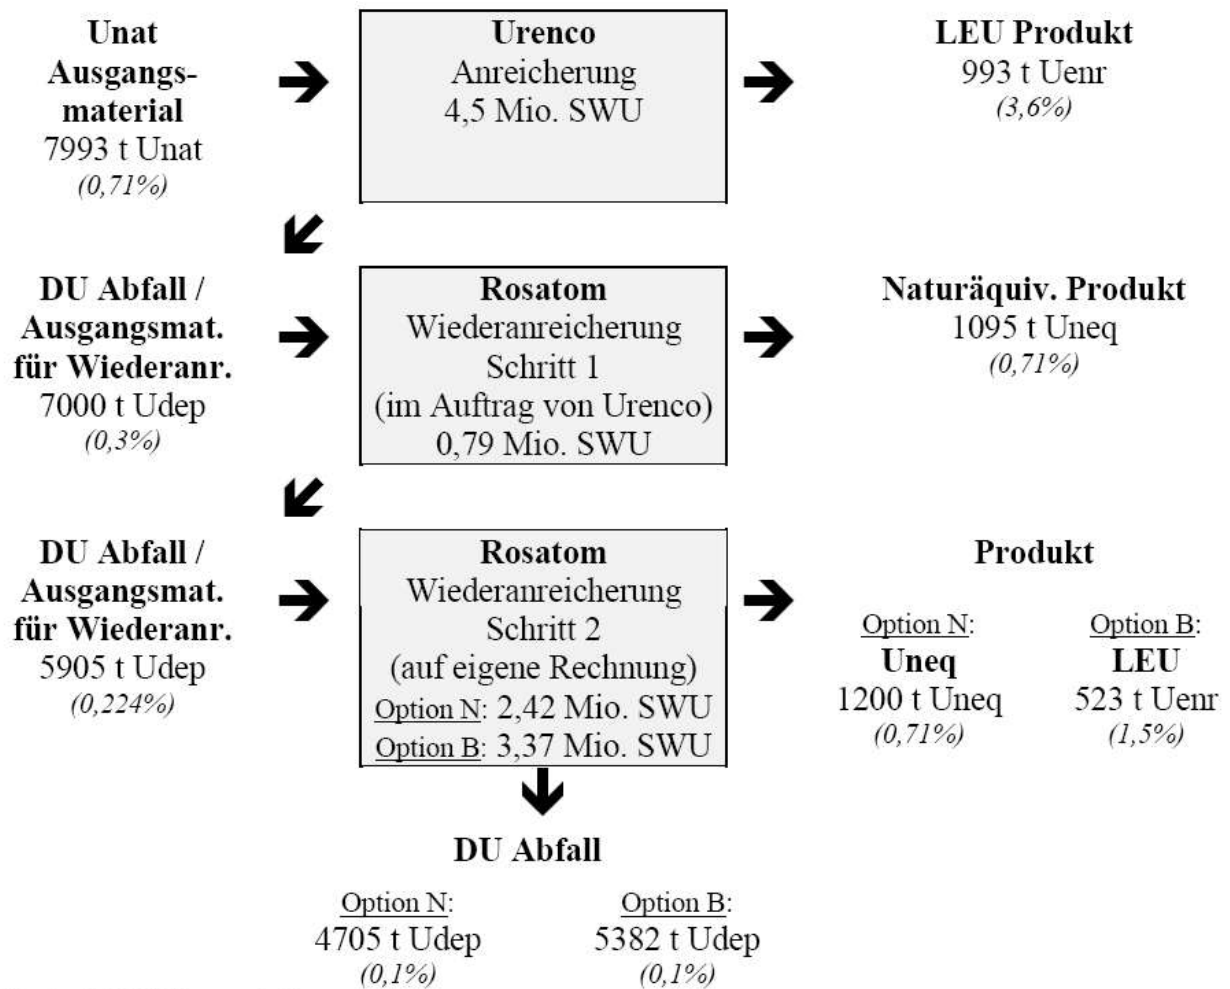 Unat
Ausgangs-
material
7993 t Unat
(0,71%)
Urenco
Anreicherung
4,5 Mio. SWU
LEU Produkt
993 t Uenr
(3,6%)
DU Abfall /
Ausgangsmat.
für Wiederanr.
7000 t Udep
(0,3%)
Rosatom
Wiederanreicherung
Schritt 1
(im Auftrag von Urenco)
0,79 Mio. SWU
Naturäquiv. Produkt
1095 t Uneq
(0,71%)
DU Abfall /
Ausgangsmat.
für Wiederanr.
5905 t Udep
(0,224%)
Rosatom
Wiederanreicherung
Schritt 2
(auf eigene Rechnung)
Option N: 2,42 Mio. SWU
Option B: 3,37 Mio. SWU
Produkt
Option N:
Uneq
1200 t Uneq
(0,71%)
Option B:
LEU
523 t Uenr
(1,5%)
DU Abfall
Option N:
4705 t Udep
(0,1%)
Option B:
5382 t Udep
(0,1%)